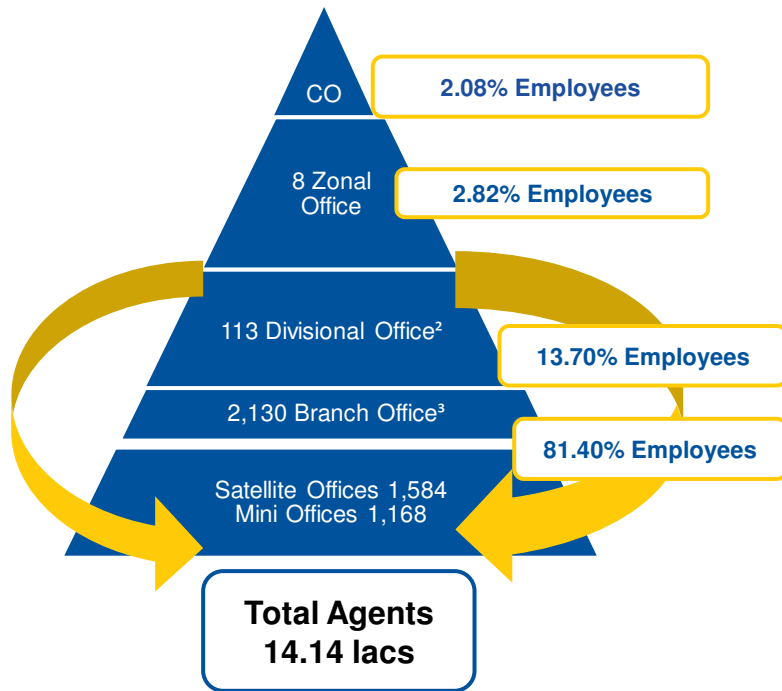 CO
2.08% Employees
8 Zonal
Office
2.82% Employees
113 Divisional Office²
13.70% Employees
2,130 Branch Office³
81.40% Employees
Satellite Offices 1,584
Mini Offices 1,168
Total Agents
14.14 lacs